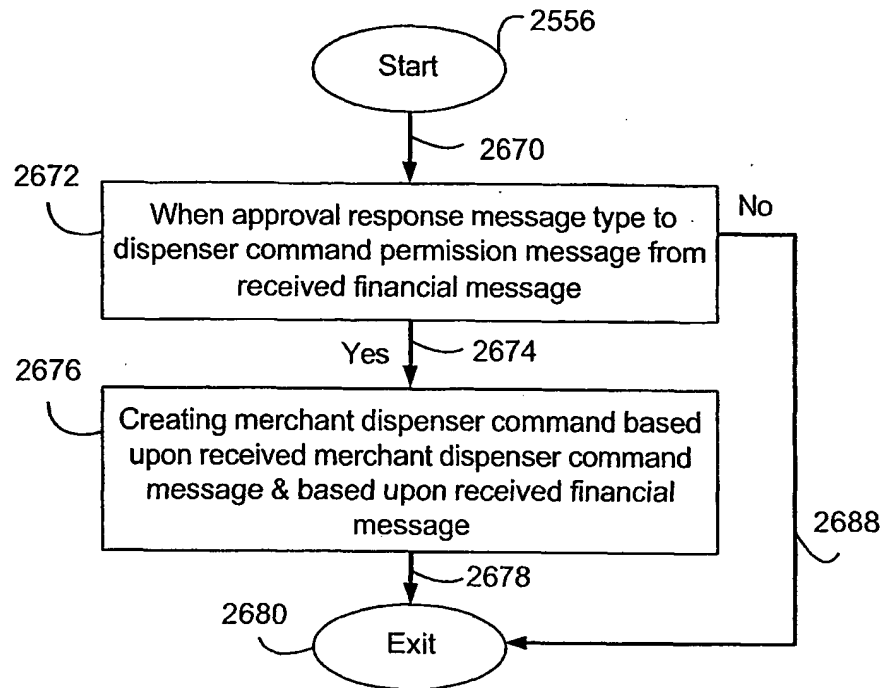 2556
Start
2670
2672
When approval response message type to
dispenser command permission message from
received financial message
No
Yes
2674
2676
Creating merchant dispenser command based
upon received merchant dispenser command
message & based upon received financial
message
2688
2678
2680
Exit